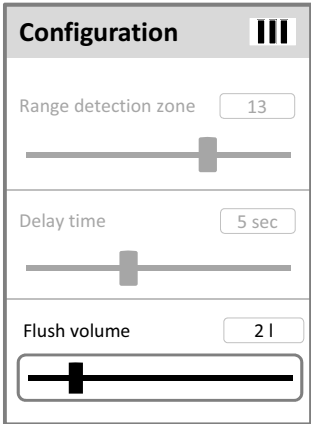 Configuration
Range detection zone 13
Delay time 5 sec
Flush volume 2 l